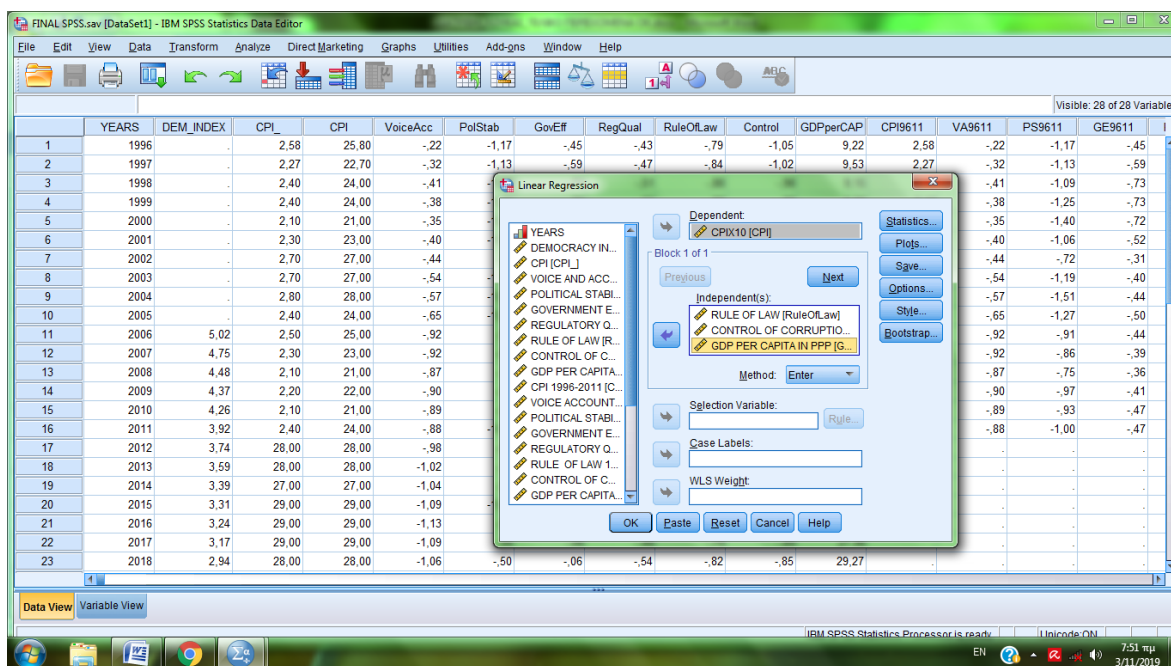 FINAL SPSS.sav [DataSet1] - IBM SPSS Statistics Data Editor
File Edit View Data Transform Analyze Direct Marketing Graphs Utilities Add-ons Window Help
Visible: 28 of 28 Variable
YEARS DEM_INDEX CPI_ CPI VoiceAcc PolStab GovEff RegQual RuleOfLaw Control GDPperCAP CPI9611 VA9611 PS9611 GE9611
1 1996 . 2,58 25,80 -,22 -1,17 -,45 -,43 -,79 -1,05 9,22 2,58 -,22 -1,17 -,45
2 1997 . 2,27 22,70 -,32 -1,13 -,59 -,47 -,84 -1,02 9,53 2,27 -,32 -1,13 -,59
3 1998 . 2,40 24,00 -,41 -,41 -1,09 -,73
4 1999 . 2,40 24,00 -,38 -,38 -1,25 -,73
5 2000 . 2,10 21,00 -,35 -,35 -1,40 -,72
6 2001 . 2,30 23,00 -,40 -,40 -1,06 -,52
7 2002 . 2,70 27,00 -,44 -,44 -,72 -,31
8 2003 . 2,70 27,00 -,54 -,54 -1,19 -,40
9 2004 . 2,80 28,00 -,57 -,57 -1,51 -,44
10 2005 . 2,40 24,00 -,65 -,65 -1,27 -,50
11 2006 5,02 2,50 25,00 -,92 -,92 -,91 -,44
12 2007 4,75 2,30 23,00 -,92 -,92 -,86 -,39
13 2008 4,48 2,10 21,00 -,87 -,87 -,75 -,36
14 2009 4,37 2,20 22,00 -,90 -,90 -,97 -,41
15 2010 4,26 2,10 21,00 -,89 -,89 -,93 -,47
16 2011 3,92 2,40 24,00 -,88 -,88 -1,00 -,47
17 2012 3,74 28,00 28,00 -,98 . . .
18 2013 3,59 28,00 28,00 -1,02 . . .
19 2014 3,39 27,00 27,00 -1,04 . . .
20 2015 3,31 29,00 29,00 -1,09 . . .
21 2016 3,24 29,00 29,00 -1,13 . . .
22 2017 3,17 29,00 29,00 -1,09 . . .
23 2018 2,94 28,00 28,00 -1,06 -,50 -,06 -,54 -,82 -,85 29,27 . . . .
Linear Regression
YEARS
DEMOCRACY IN...
CPI [CPI_]
VOICE AND ACC...
POLITICAL STABI...
GOVERNMENT E...
REGULATORY Q...
RULE OF LAW [R...
CONTROL OF C...
GDP PER CAPITA...
CPI 1996-2011 [C...
VOICE ACCOUNT...
POLITICAL STABI...
GOVERNMENT E...
REGULATORY Q...
RULE OF LAW 1...
CONTROL OF C...
GDP PER CAPITA...
Dependent:
CPIX10 [CPI]
Block 1 of 1
Previous Next
Independent(s):
RULE OF LAW [RuleOfLaw]
CONTROL OF CORRUPTIO...
GDP PER CAPITA IN PPP [G...
Method: Enter
Selection Variable:
Rule...
Case Labels:
WLS Weight:
Statistics...
Plots...
Save...
Options...
Style...
Bootstrap...
OK Paste Reset Cancel Help
Data View Variable View
IBM SPSS Statistics Processor is ready Unicode:ON
EN 7:51 πμ
3/11/2019